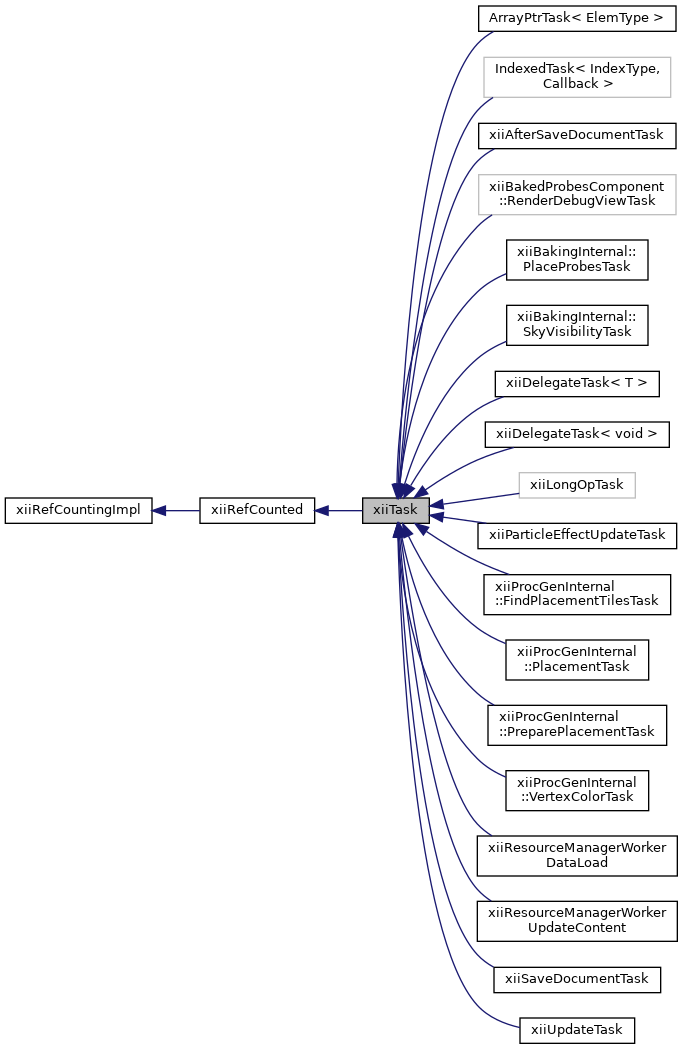 ArrayPtrTask< ElemType >
IndexedTask< IndexType,
Callback >
xiiAfterSaveDocumentTask
xiiBakedProbesComponent
::RenderDebugViewTask
xiiBakingInternal::
PlaceProbesTask
xiiBakingInternal::
SkyVisibilityTask
xiiDelegateTask< T >
xiiDelegateTask< void >
xiiLongOpTask
xiiRefCountingImpl
xiiRefCounted
xiiTask
xiiParticleEffectUpdateTask
xiiProcGenInternal
::FindPlacementTilesTask
xiiProcGenInternal
::PlacementTask
xiiProcGenInternal
::PreparePlacementTask
xiiProcGenInternal
::VertexColorTask
xiiResourceManagerWorker
DataLoad
xiiResourceManagerWorker
UpdateContent
xiiSaveDocumentTask
xiiUpdateTask